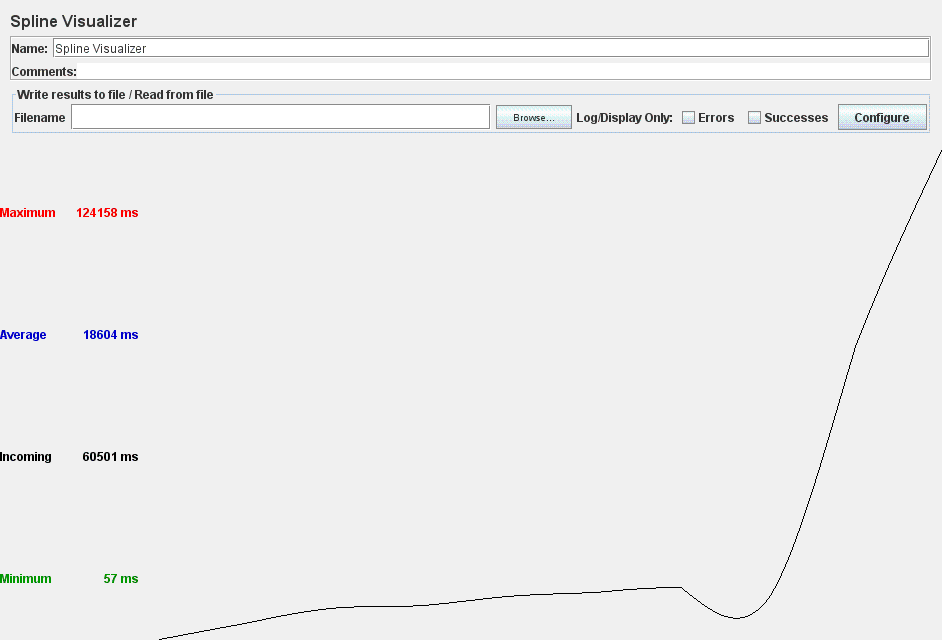 Spline Visualizer
Name: Spline Visualizer
Comments:
Write results to file / Read from file
Filename Browse... Log/Display Only: Errors Successes Configure
Maximum 124158 ms
Average 18604 ms
Incoming 60501 ms
Minimum 57 ms